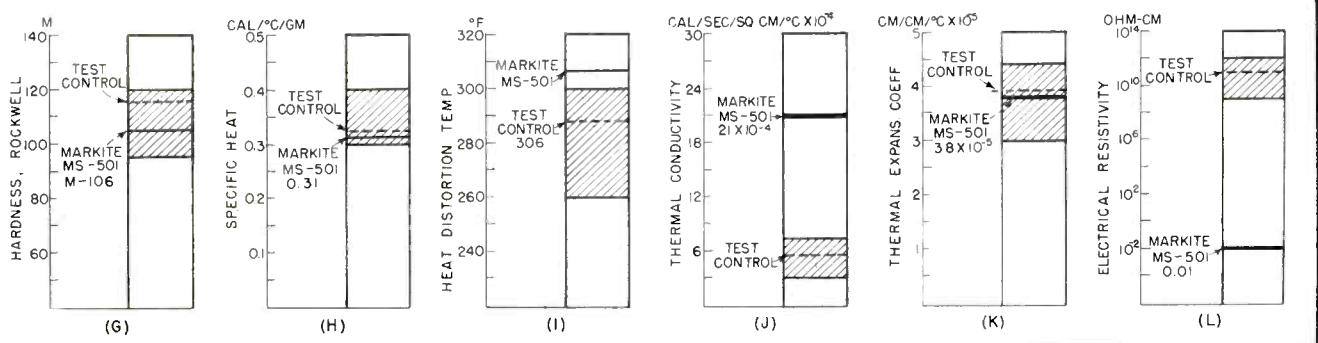 M
HARDNESS, ROCKWELL
140
120
100
80
60
TEST
CONTROL
MARKITE
MS-501
M-106
(G)
CAL/°C/GM
SPECIFIC HEAT
0.5
0.4
0.3
0.2
0.1
TEST
CONTROL
MARKITE
MS-501
0.31
(H)
°F
HEAT DISTORTION TEMP
320
300
280
260
240
MARKITE
MS-501
TEST
CONTROL
306
(I)
CAL/SEC/SQ CM/°C X10⁻⁴
THERMAL CONDUCTIVITY
30
24
18
12
6
MARKITE
MS-501
21 X10⁻⁴
TEST
CONTROL
(J)
CM/CM/°C X10⁻⁵
THERMAL EXPANS COEFF
5
4
3
2
1
TEST
CONTROL
MARKITE
MS-501
3.8 X10⁻⁵
(K)
OHM-CM
ELECTRICAL RESISTIVITY
10¹⁴
10¹⁰
10⁶
10²
10⁻²
TEST
CONTROL
MARKITE
MS-501
0.01
(L)